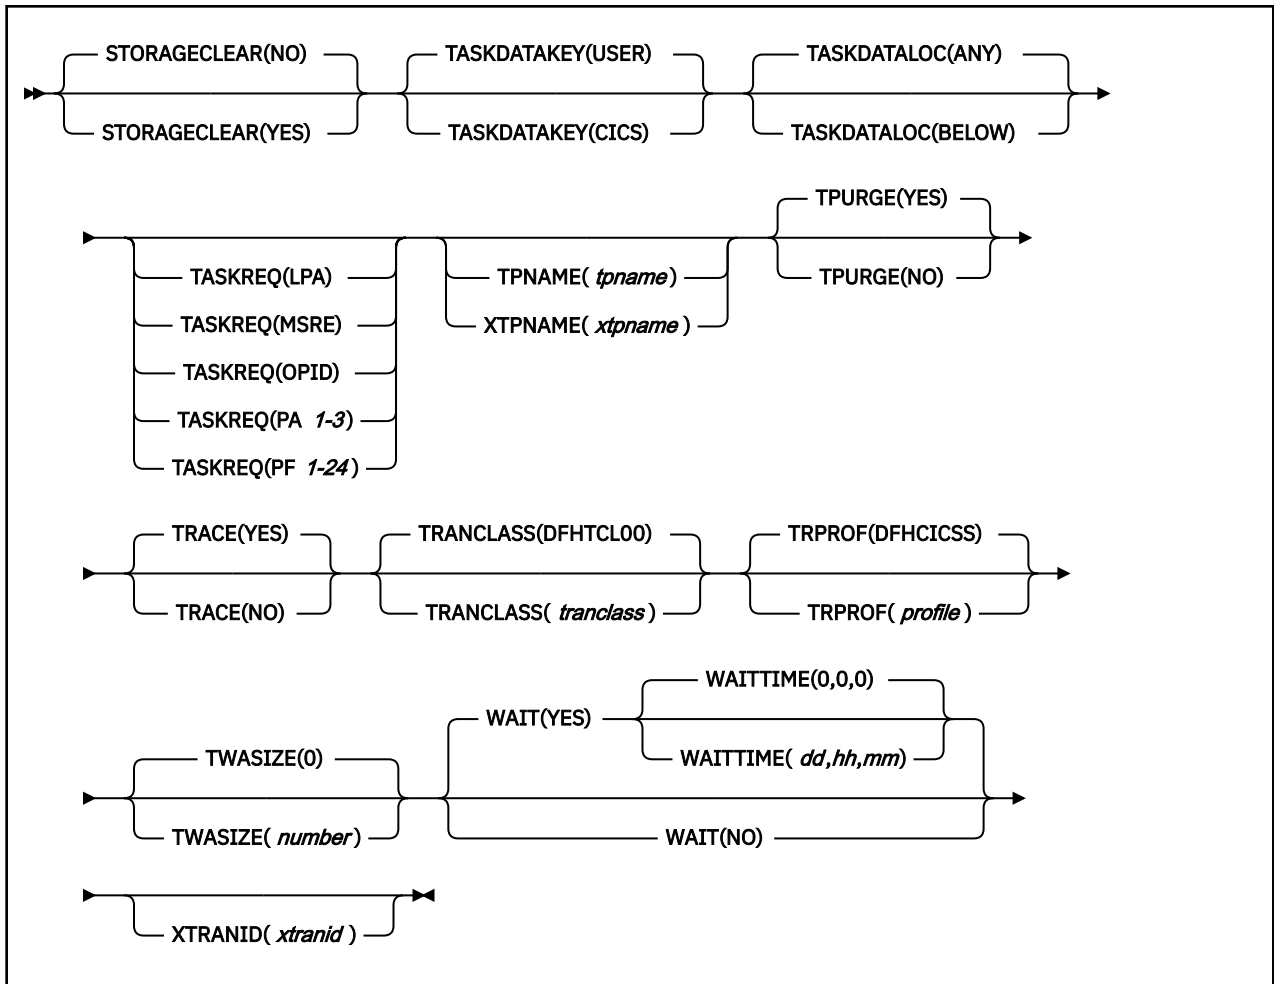 STORAGECLEAR(NO) TASKDATAKEY(USER) TASKDATALOC(ANY)
STORAGECLEAR(YES) TASKDATAKEY(CICS) TASKDATALOC(BELOW)
TPURGE(YES)
TASKREQ(LPA) TPNAME( tpname ) TPURGE(NO)
TASKREQ(MSRE) XTPNAME( xtpname )
TASKREQ(OPID)
TASKREQ(PA 1-3 )
TASKREQ(PF 1-24 )
TRACE(YES) TRANCLASS(DFHTCL00) TRPROF(DFHCICSS)
TRACE(NO) TRANCLASS( tranclass ) TRPROF( profile )
WAITTIME(0,0,0)
WAIT(YES)
TWASIZE(0) WAITTIME( dd,hh,mm)
TWASIZE( number ) WAIT(NO)
XTRANID( xtranid )